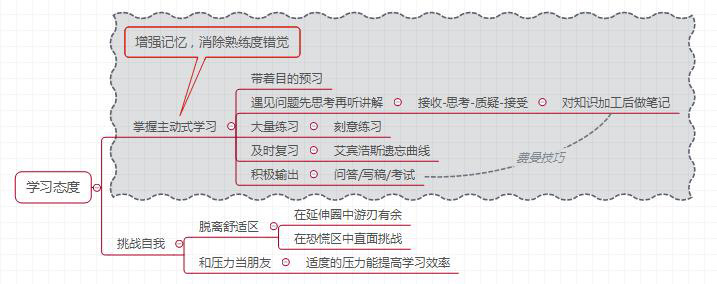 增强记忆，消除熟练度错觉
带着目的预习
遇见问题先思考再听讲解
接收-思考-质疑-接受
对知识加工后做笔记
掌握主动式学习
大量练习
刻意练习
及时复习
艾宾浩斯遗忘曲线
费曼技巧
积极输出
问答/写稿/考试
学习态度
挑战自我
脱离舒适区
在延伸圈中游刃有余
在恐慌区中直面挑战
和压力当朋友
适度的压力能提高学习效率